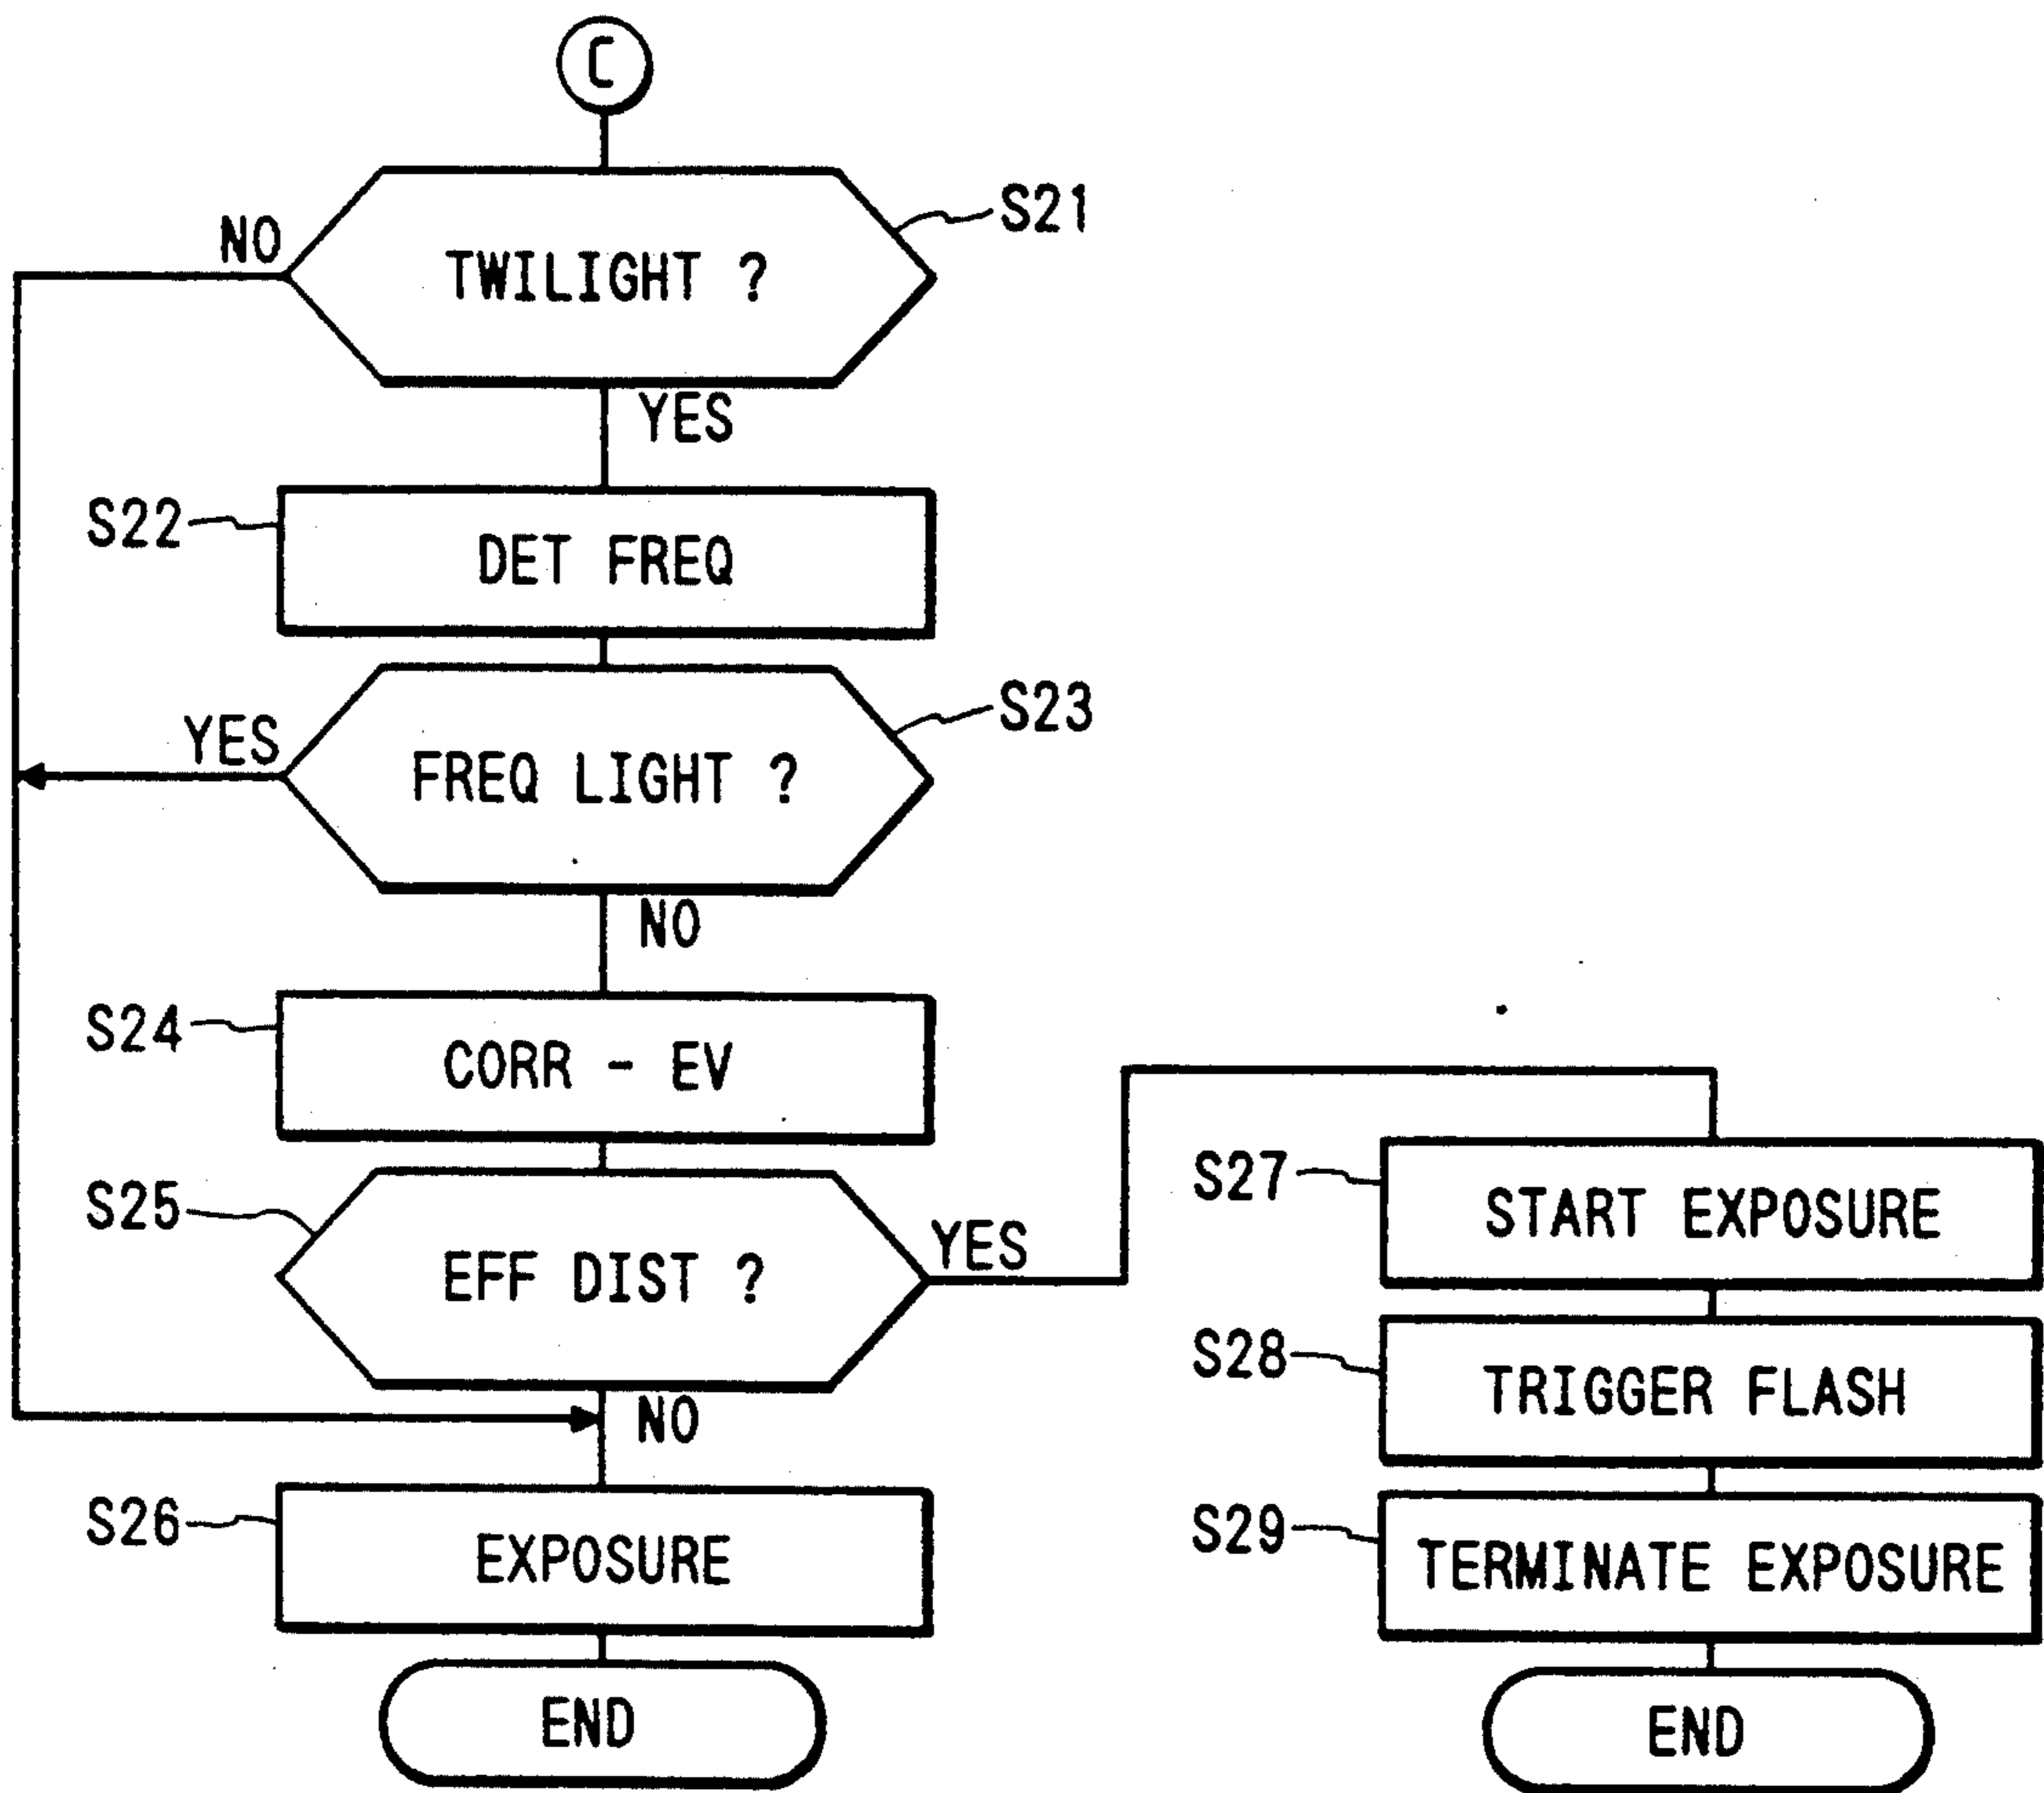 C
S21
NO
TWILIGHT ?
YES
S22
DET FREQ
S23
YES
FREQ LIGHT ?
NO
S24
CORR - EV
S25
EFF DIST ?
YES
NO
S26
EXPOSURE
END
S27
START EXPOSURE
S28
TRIGGER FLASH
S29
TERMINATE EXPOSURE
END